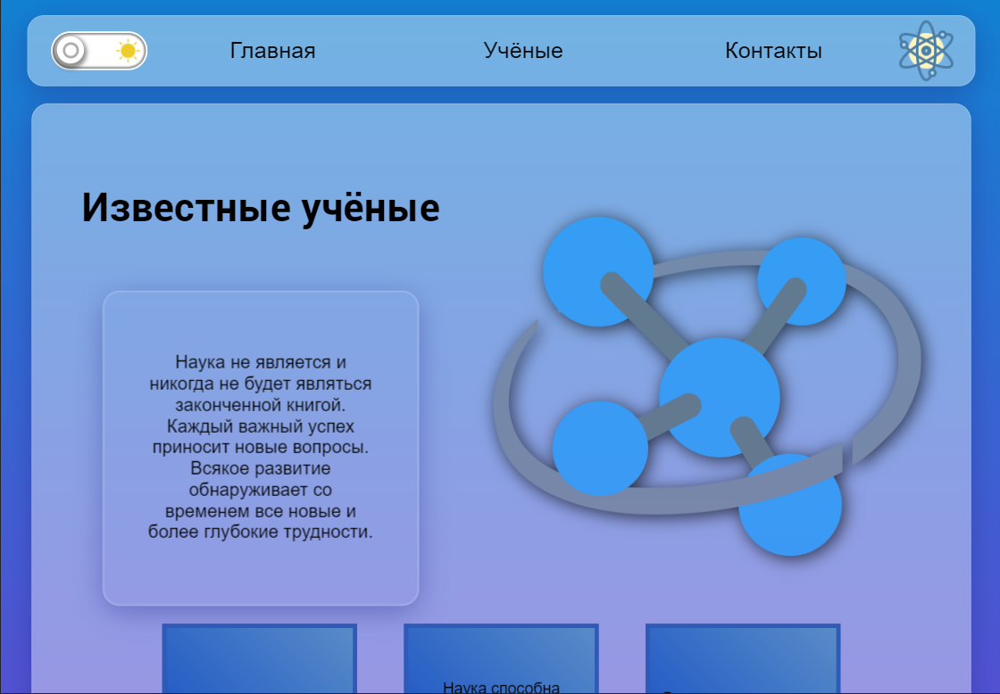 Главная
Учёные
Контакты
Известные учёные
Наука не является и
никогда не будет являться
законченной книгой.
Каждый важный успех
приносит новые вопросы.
Всякое развитие
обнаруживает со
временем все новые и
более глубокие трудности.
Наука способна